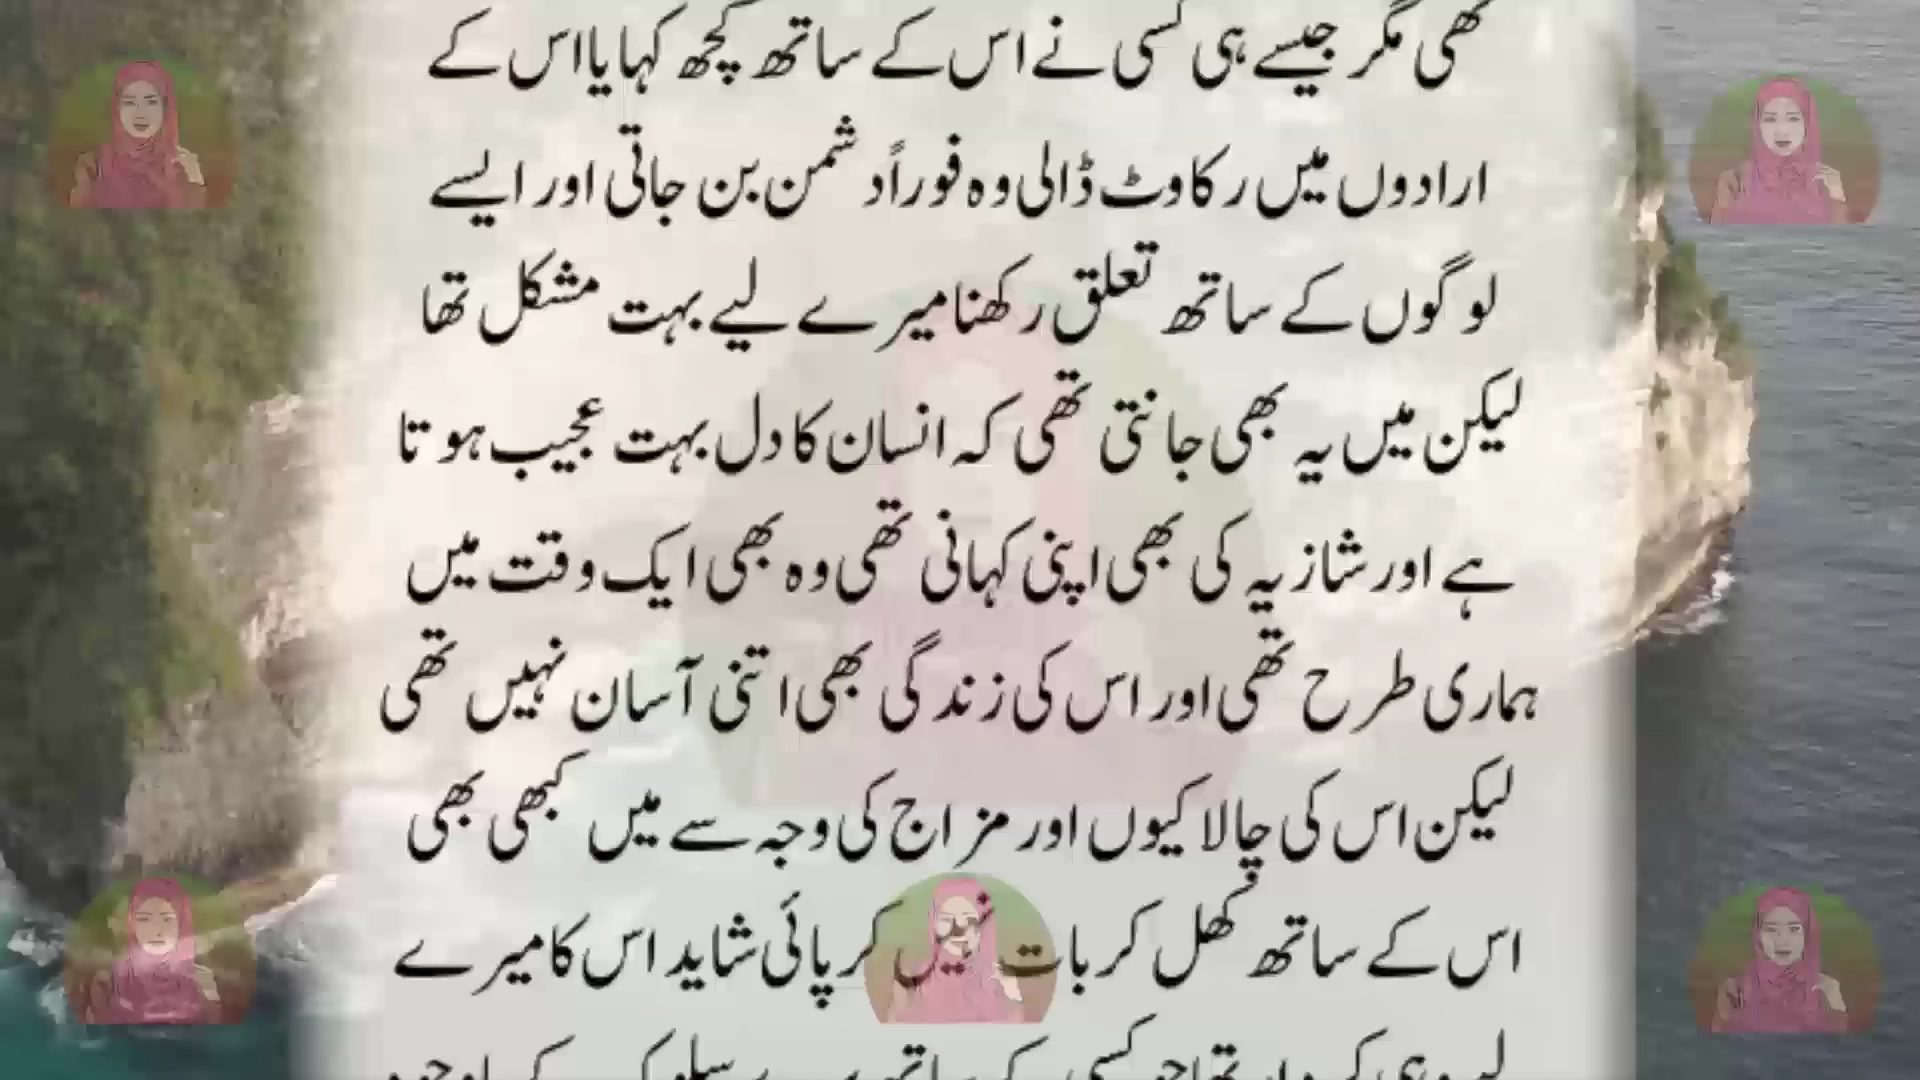 تھی مگر جیسے ہی کسی نے اس کے ساتھ کچھ کہا یا اس کے
ارادوں میں رکاوٹ ڈالی وہ فوراً دشمن بن جاتی اور ایسے
لوگوں کے ساتھ تعلق رکھنا میرے لیے بہت مشکل تھا
لیکن میں یہ بھی جانتی تھی کہ انسان کا دل بہت عجیب ہوتا
ہے اور شازیہ کی بھی اپنی کہانی تھی وہ بھی ایک وقت میں
ہماری طرح تھی اور اس کی زندگی بھی اتنی آسان نہیں تھی
لیکن اس کی چالاکیوں اور مزاج کی وجہ سے میں کبھی بھی
اس کے ساتھ کھل کر بات نہیں کر پائی شاید اس کا میرے